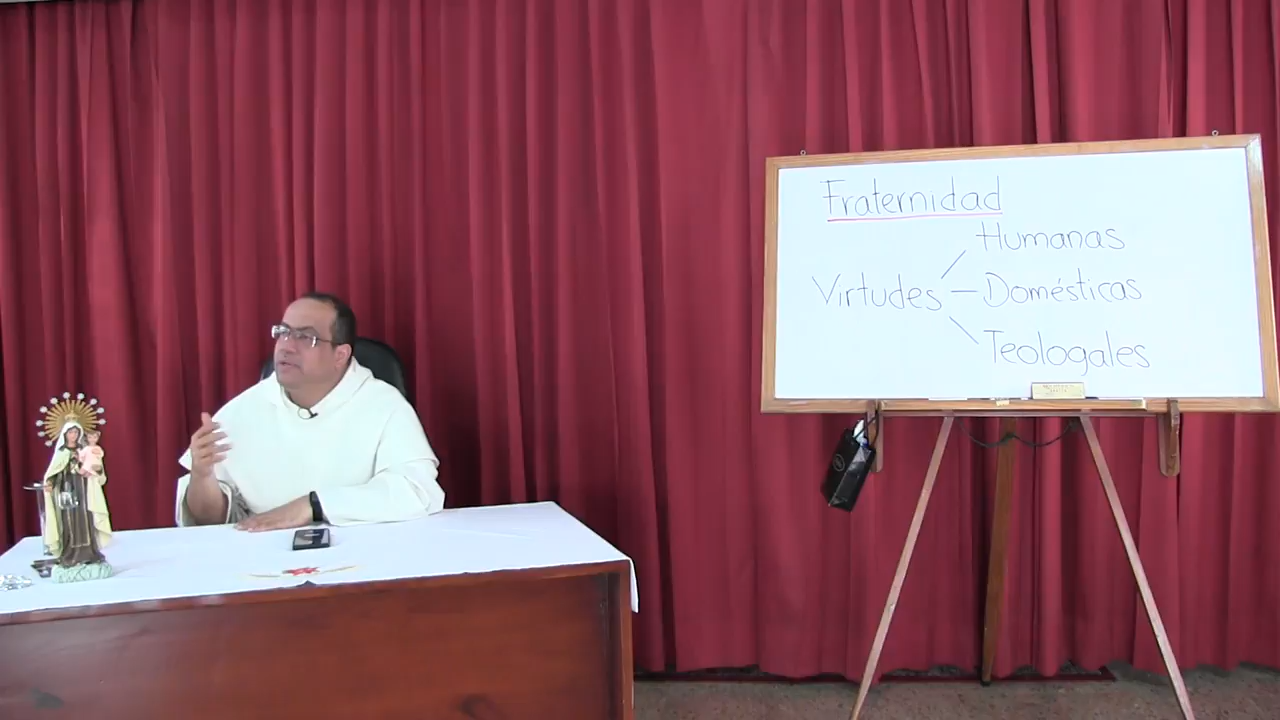 Fraternidad
Humanas
Virtudes — Domésticas
Teologales